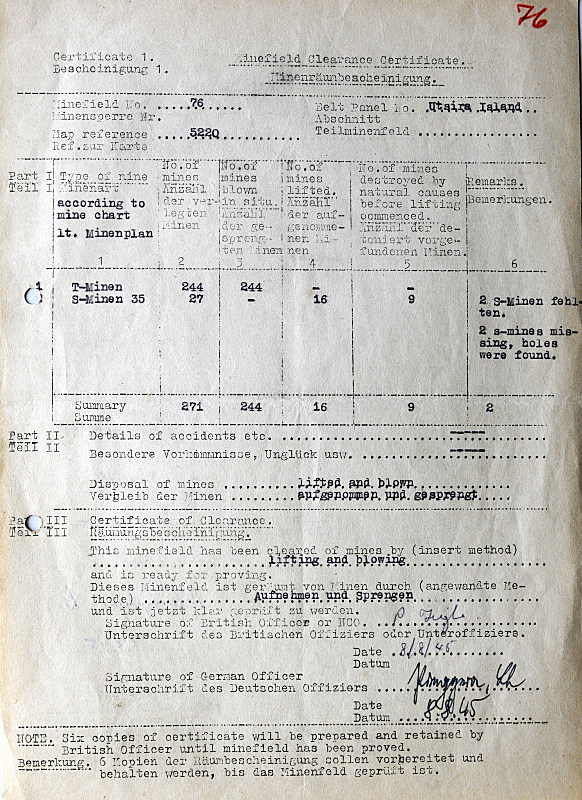 76
Certificate 1.
Bescheinigung 1.
Minefield Clearance Certificate.
Minenräumbescheinigung.
Minefield No. .....76......
Minensperre Nr.
Belt Panel No. Utsira Island...
Abschnitt
Map reference ....5220............
Ref.zur Karte
Teilminenfeld ................
Part I
Teil I
Type of mine
Minenart
according to
mine chart
lt. Minenplan
No.of
mines
Anzahl
der ver-
legten
Minen
No.of
mines
blown
in situ.
Anzahl
der ge-
spreng-
ten Minen
No.of
mines
lifted.
Anzahl
der auf-
genomme-
nen Mi-
nen
No.of mines
destroyed by
natural causes
before lifting
commenced.
Anzahl der de-
toniert vorge-
fundenen Minen.
Remarks.
Bemerkungen.
1 2 3 4 5 6
1 T-Minen 244 244 – –
S-Minen 35 27 – 16 9 2 S-Minen fehl-
ten.
2 s-mines mis-
sing, holes
were found.
Summary 271 244 16 9 2
Summe
Part II Details of accidents etc. ..............-----........
Teil II
Besondere Vorkommnisse, Unglück usw. ..........-----........
Disposal of mines ........lifted and blown............
Verbleib der Minen ........aufgenommen und gesprengt....
Part III Certificate of Clearance.
Teil III Räumungsbescheinigung.
This minefield has been cleared of mines by (insert method)
......................lifting and blowing..............
and is ready for proving.
Dieses Minenfeld ist geräumt von Minen durch (angewandte Me-
thode) .............Aufnehmen und Sprengen.............
und ist jetzt klar geprüft zu werden.
Signature of British Officer or NCO. ..
Unterschrift des Britischen Offiziers oder Unteroffiziers.
Date 8/8/45
Datum
Signature of German Officer
Unterschrift des Deutschen Offiziers ...
Date
Datum 8.8.45
NOTE. Six copies of certificate will be prepared and retained by
British Officer until minefield has been proved.
Bemerkung. 6 Kopien der Räumbescheinigung sollen vorbereitet und
behalten werden, bis das Minenfeld geprüft ist.